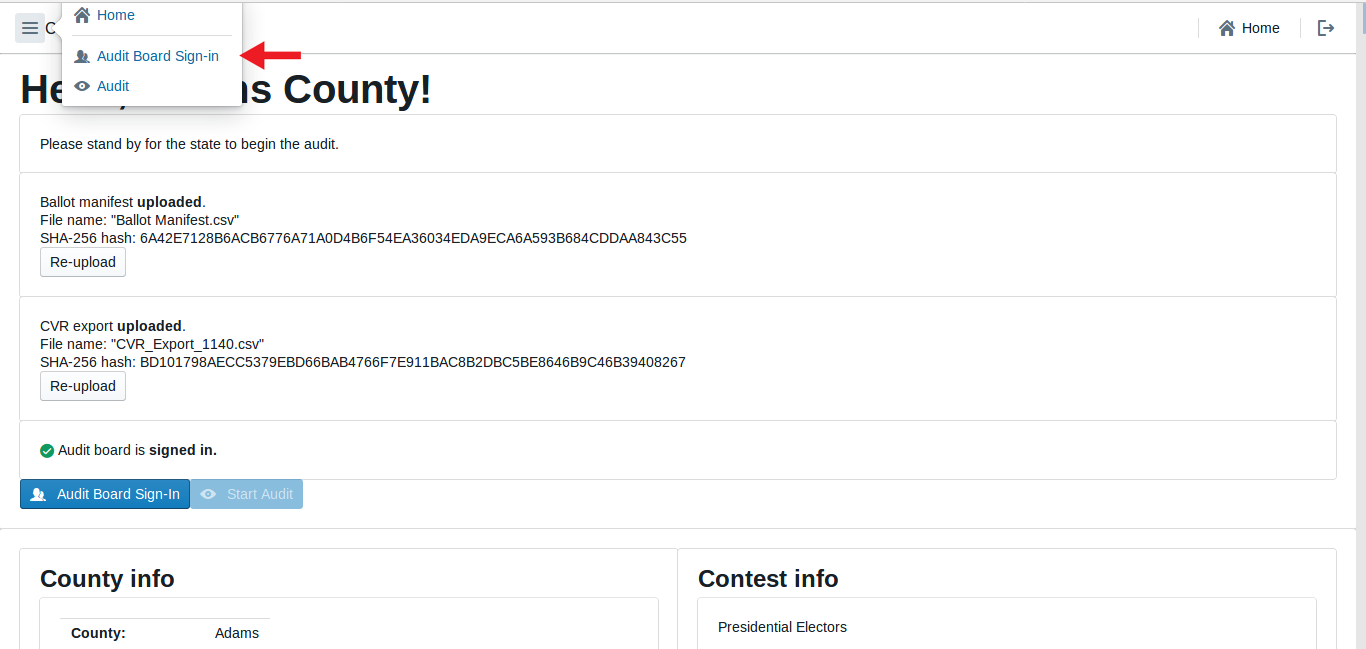 C
Home
Home
Audit Board Sign-in
Audit
County!
Please stand by for the state to begin the audit.
Ballot manifest uploaded.
File name: "Ballot Manifest.csv"
SHA-256 hash: 6A42E7128B6ACB6776A71A0D4B6F54EA36034EDA9ECA6A593B684CDDAA843C55
Re-upload
CVR export uploaded.
File name: "CVR_Export_1140.csv"
SHA-256 hash: BD101798AECC5379EBD66BAB4766F7E911BAC8B2DBC5BE8646B9C46B39408267
Re-upload
Audit board is signed in.
Audit Board Sign-In
Start Audit
County info
County: Adams
Contest info
Presidential Electors